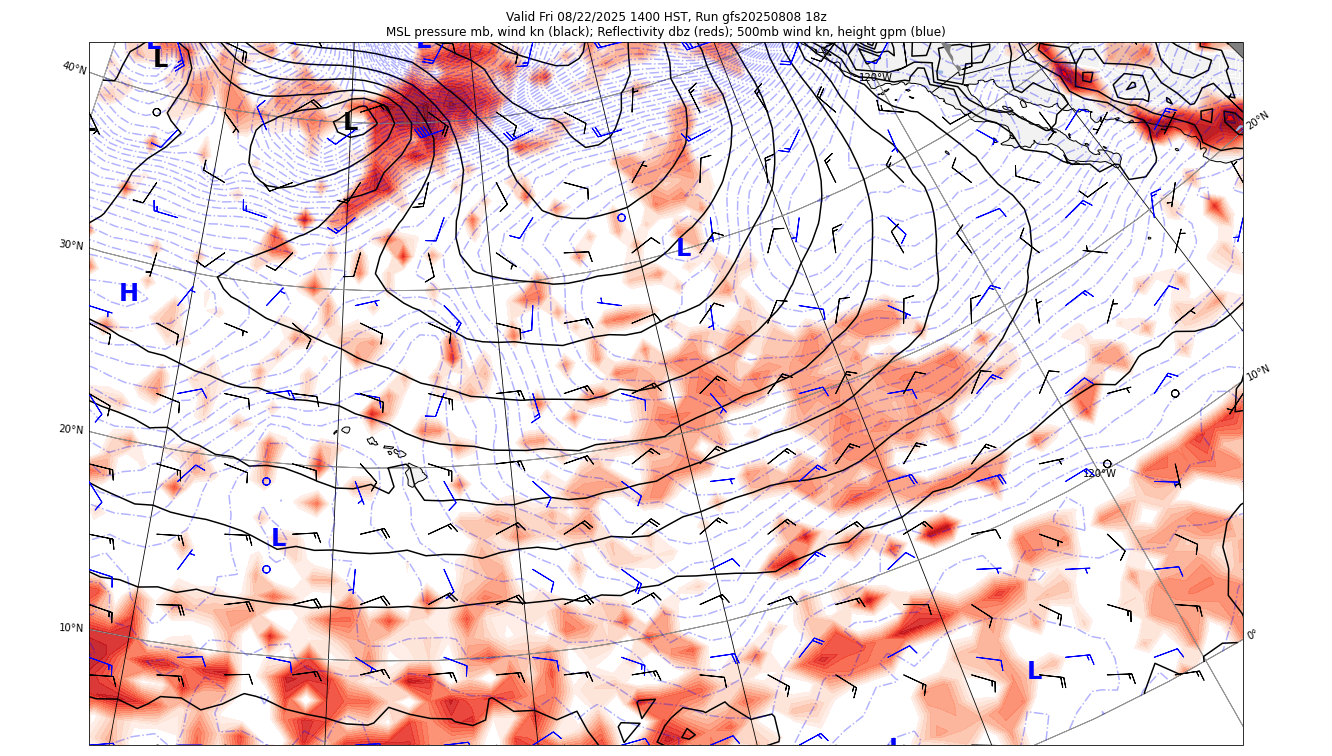 Valid Fri 08/22/2025 1400 HST, Run gfs20250808 18z
MSL pressure mb, wind kn (black); Reflectivity dbz (reds); 500mb wind kn, height gpm (blue)
L
L
L
40°N
120°W
L
20°N
30°N
L
H
10°N
20°N
120°W
L
10°N
0°
L
L